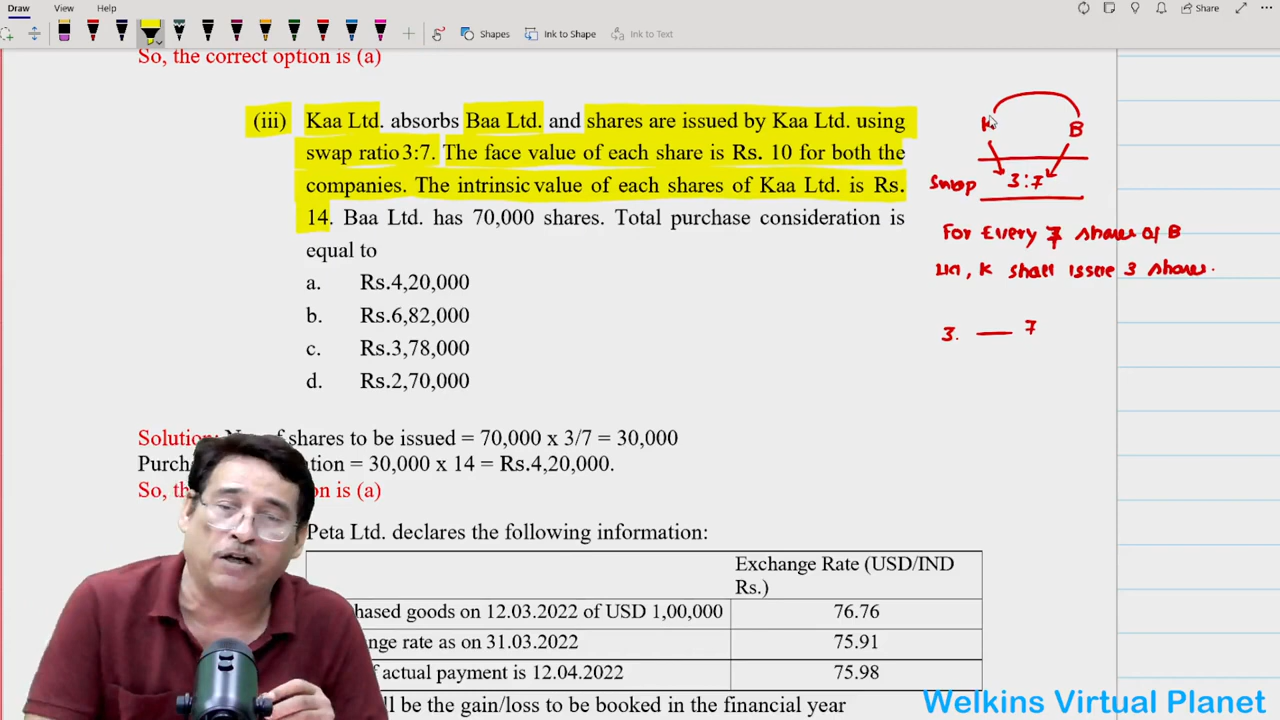 Draw View Help
Share
Shapes Ink to Shape Ink to Text
So, the correct option is (a)
(iii) Kaa Ltd. absorbs Baa Ltd. and shares are issued by Kaa Ltd. using
swap ratio 3:7. The face value of each share is Rs. 10 for both the
companies. The intrinsic value of each shares of Kaa Ltd. is Rs.
14. Baa Ltd. has 70,000 shares. Total purchase consideration is
equal to
a. Rs.4,20,000
b. Rs.6,82,000
c. Rs.3,78,000
d. Rs.2,70,000
K B
Swap 3:7
For Every 7 shares of B
K shall issue 3 shares.
3. — 7
Solution: of shares to be issued = 70,000 x 3/7 = 30,000
= 30,000 x 14 = Rs.4,20,000.
So, on is (a)
Peta Ltd. declares the following information:
Exchange Rate (USD/IND
Rs.)
goods on 12.03.2022 of USD 1,00,000 76.76
rate as on 31.03.2022 75.91
actual payment is 12.04.2022 75.98
be the gain/loss to be booked in the financial year
Welkins Virtual Planet